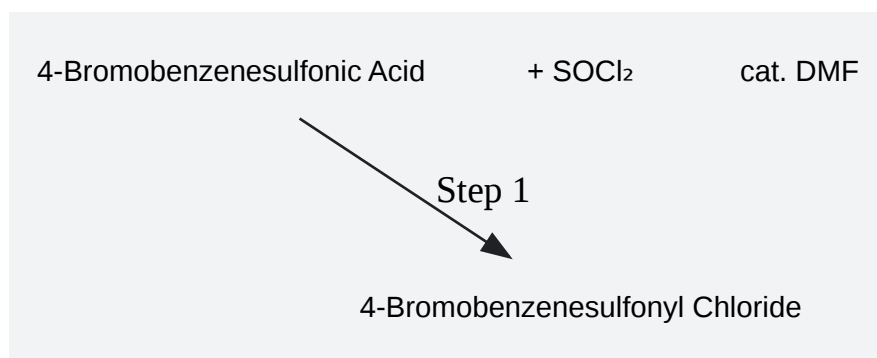 4-Bromobenzenesulfonic Acid + SOCl₂ cat. DMF
Step 1
4-Bromobenzenesulfonyl Chloride